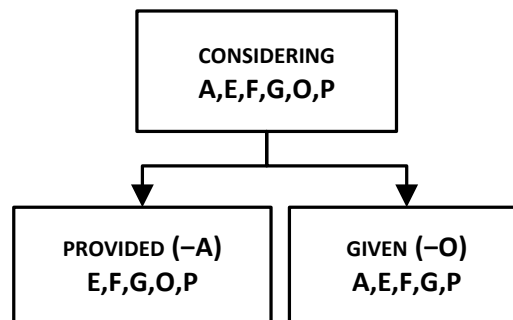 CONSIDERING
A,E,F,G,O,P
PROVIDED (–A)
E,F,G,O,P
GIVEN (–O)
A,E,F,G,P